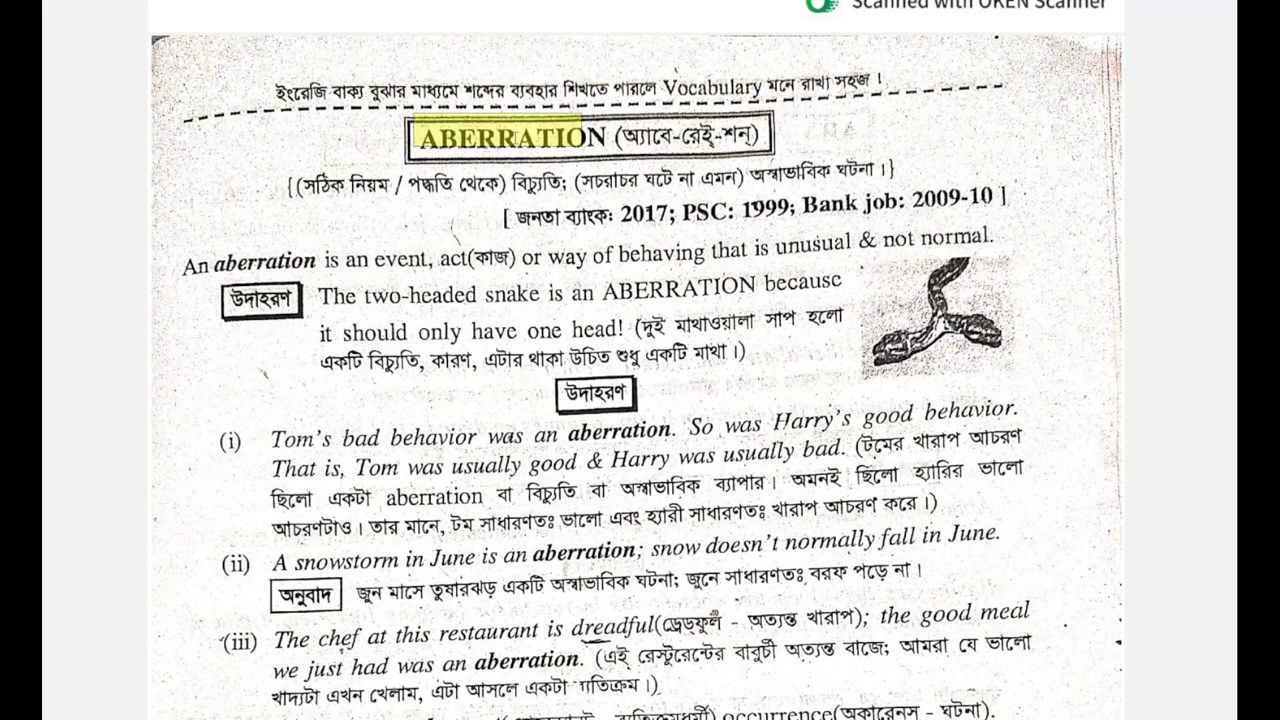 Scanned with OKEN Scanner
ইংরেজি বাক্য বুঝার মাধ্যমে শব্দের ব্যবহার শিখতে পারলে Vocabulary মনে রাখা সহজ।
ABERRATION (অ্যাবে-রেই-শন্)
{(সঠিক নিয়ম / পদ্ধতি থেকে) বিচ্যুতি; (সচরাচর ঘটে না এমন) অস্বাভাবিক ঘটনা।}
[ জনতা ব্যাংক: 2017; PSC: 1999; Bank job: 2009-10 ]
An aberration is an event, act(কাজ) or way of behaving that is unusual & not normal.
উদাহরণ The two-headed snake is an ABERRATION because
it should only have one head! (দুই মাথাওয়ালা সাপ হলো
একটি বিচ্যুতি, কারণ, এটার থাকা উচিত শুধু একটি মাথা।)
উদাহরণ
(i) Tom's bad behavior was an aberration. So was Harry's good behavior.
That is, Tom was usually good & Harry was usually bad. (টমের খারাপ আচরণ
ছিলো একটা aberration বা বিচ্যুতি বা অস্বাভাবিক ব্যাপার। অমনই ছিলো হ্যারির ভালো
আচরণটাও। তার মানে, টম সাধারণতঃ ভালো এবং হ্যারী সাধারণতঃ খারাপ আচরণ করে।)
(ii) A snowstorm in June is an aberration; snow doesn't normally fall in June.
অনুবাদ জুন মাসে তুষারঝড় একটি অস্বাভাবিক ঘটনা; জুনে সাধারণতঃ বরফ পড়ে না।
(iii) The chef at this restaurant is dreadful(ড্রেড্‌ফুল - অত্যন্ত খারাপ); the good meal
we just had was an aberration. (এই রেস্টুরেন্টের বাবুর্চী অত্যন্ত বাজে; আমরা যে ভালো
খাদ্যটা এখন খেলাম, এটা আসলে একটা
occurrence(অকারেনস - ঘটনা).